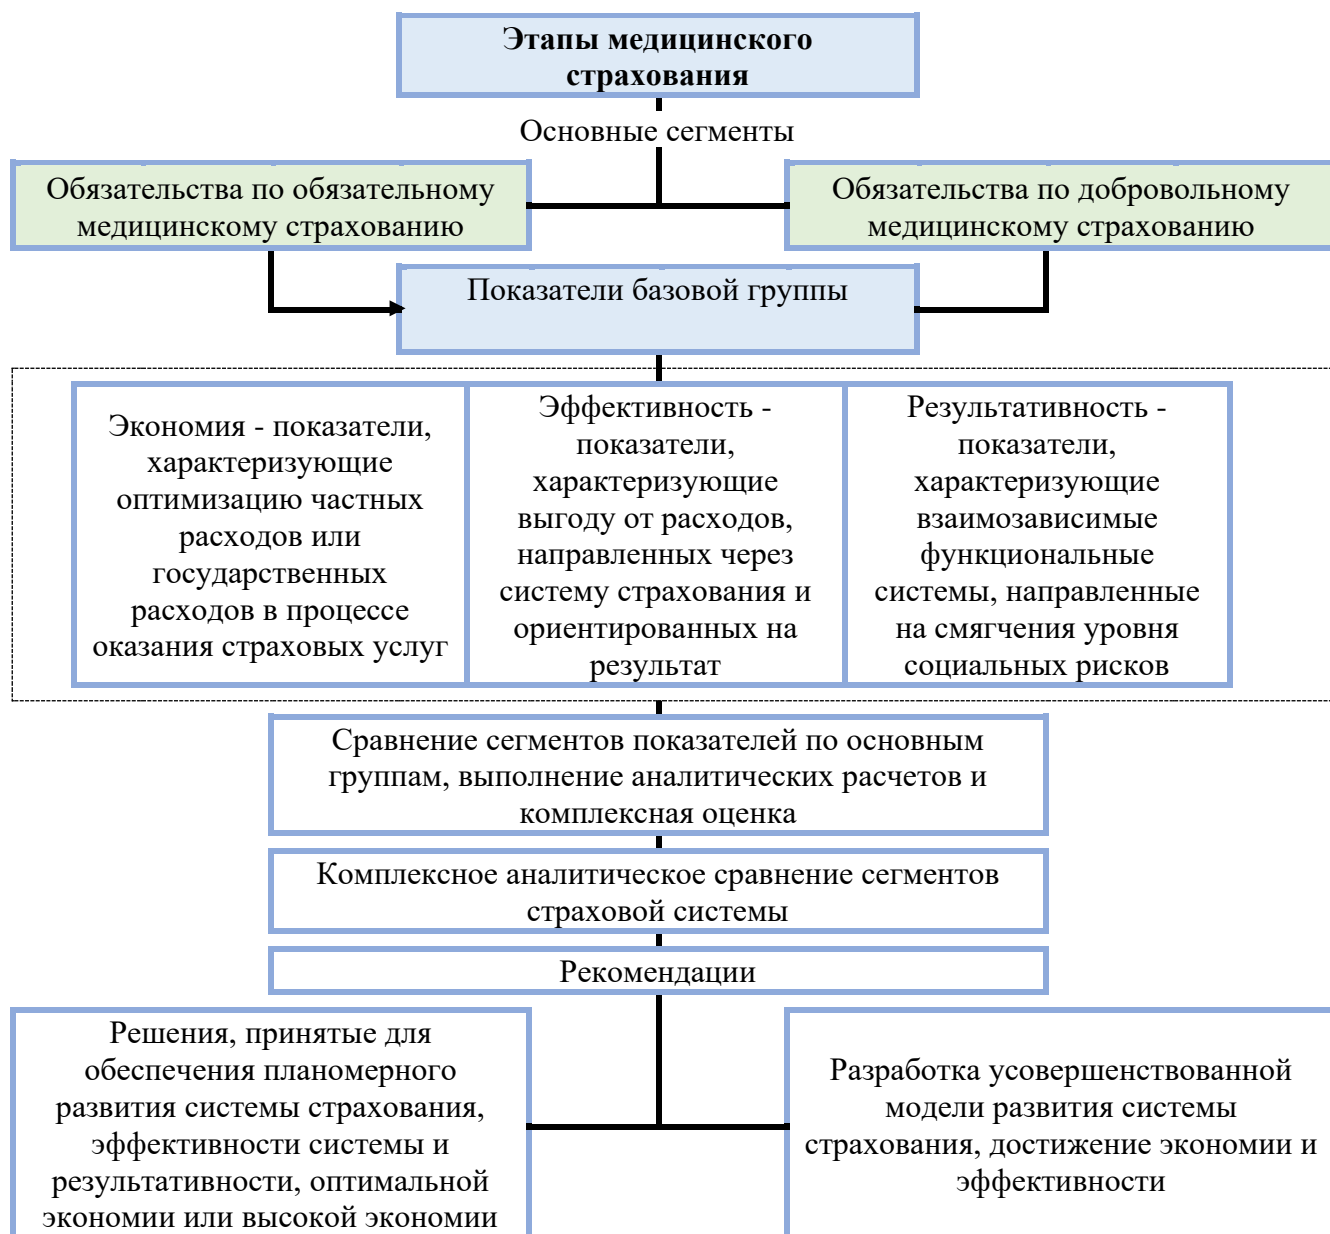 Этапы медицинского
страхования
Основные сегменты
Обязательства по обязательному
медицинскому страхованию
Обязательства по добровольному
медицинскому страхованию
Показатели базовой группы
Экономия - показатели,
характеризующие
оптимизацию частных
расходов или
государственных
расходов в процессе
оказания страховых услуг
Эффективность -
показатели,
характеризующие
выгоду от расходов,
направленных через
систему страхования и
ориентированных на
результат
Результативность -
показатели,
характеризующие
взаимозависимые
функциональные
системы, направленные
на смягчения уровня
социальных рисков
Сравнение сегментов показателей по основным
группам, выполнение аналитических расчетов и
комплексная оценка
Комплексное аналитическое сравнение сегментов
страховой системы
Рекомендации
Решения, принятые для
обеспечения планомерного
развития системы страхования,
эффективности системы и
результативности, оптимальной
экономии или высокой экономии
Разработка усовершенствованной
модели развития системы
страхования, достижение экономии и
эффективности